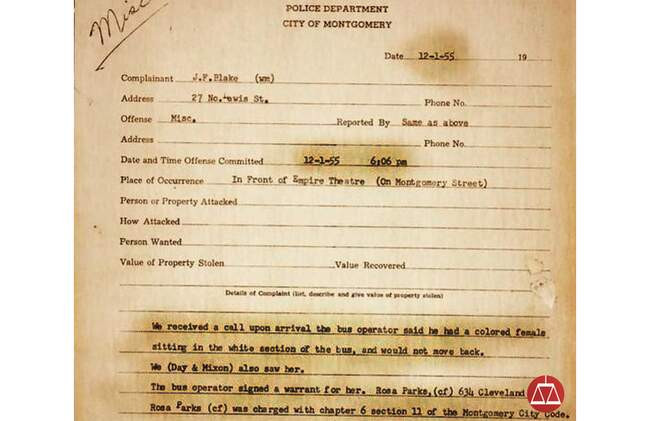 Misc
POLICE DEPARTMENT
CITY OF MONTGOMERY
Date 12-1-55 19
Complainant J.F.Blake (wm)
Address 27 No.Lewis St. Phone No.
Offense Misc. Reported By Same as above
Address Phone No.
Date and Time Offense Committed 12-1-55 6:06 pm
Place of Occurrence In Front of Empire Theatre (On Montgomery Street)
Person or Property Attacked
How Attacked
Person Wanted
Value of Property Stolen Value Recovered
Details of Complaint (list, describe and give value of property stolen)
We received a call upon arrival the bus operator said he had a colored female
sitting in the white section of the bus, and would not move back.
We (Day & Mixon) also saw her.
The bus operator signed a warrant for her. Rosa Parks, (cf) 634 Cleveland
Rosa Parks (cf) was charged with chapter 6 section 11 of the Montgomery City Code.